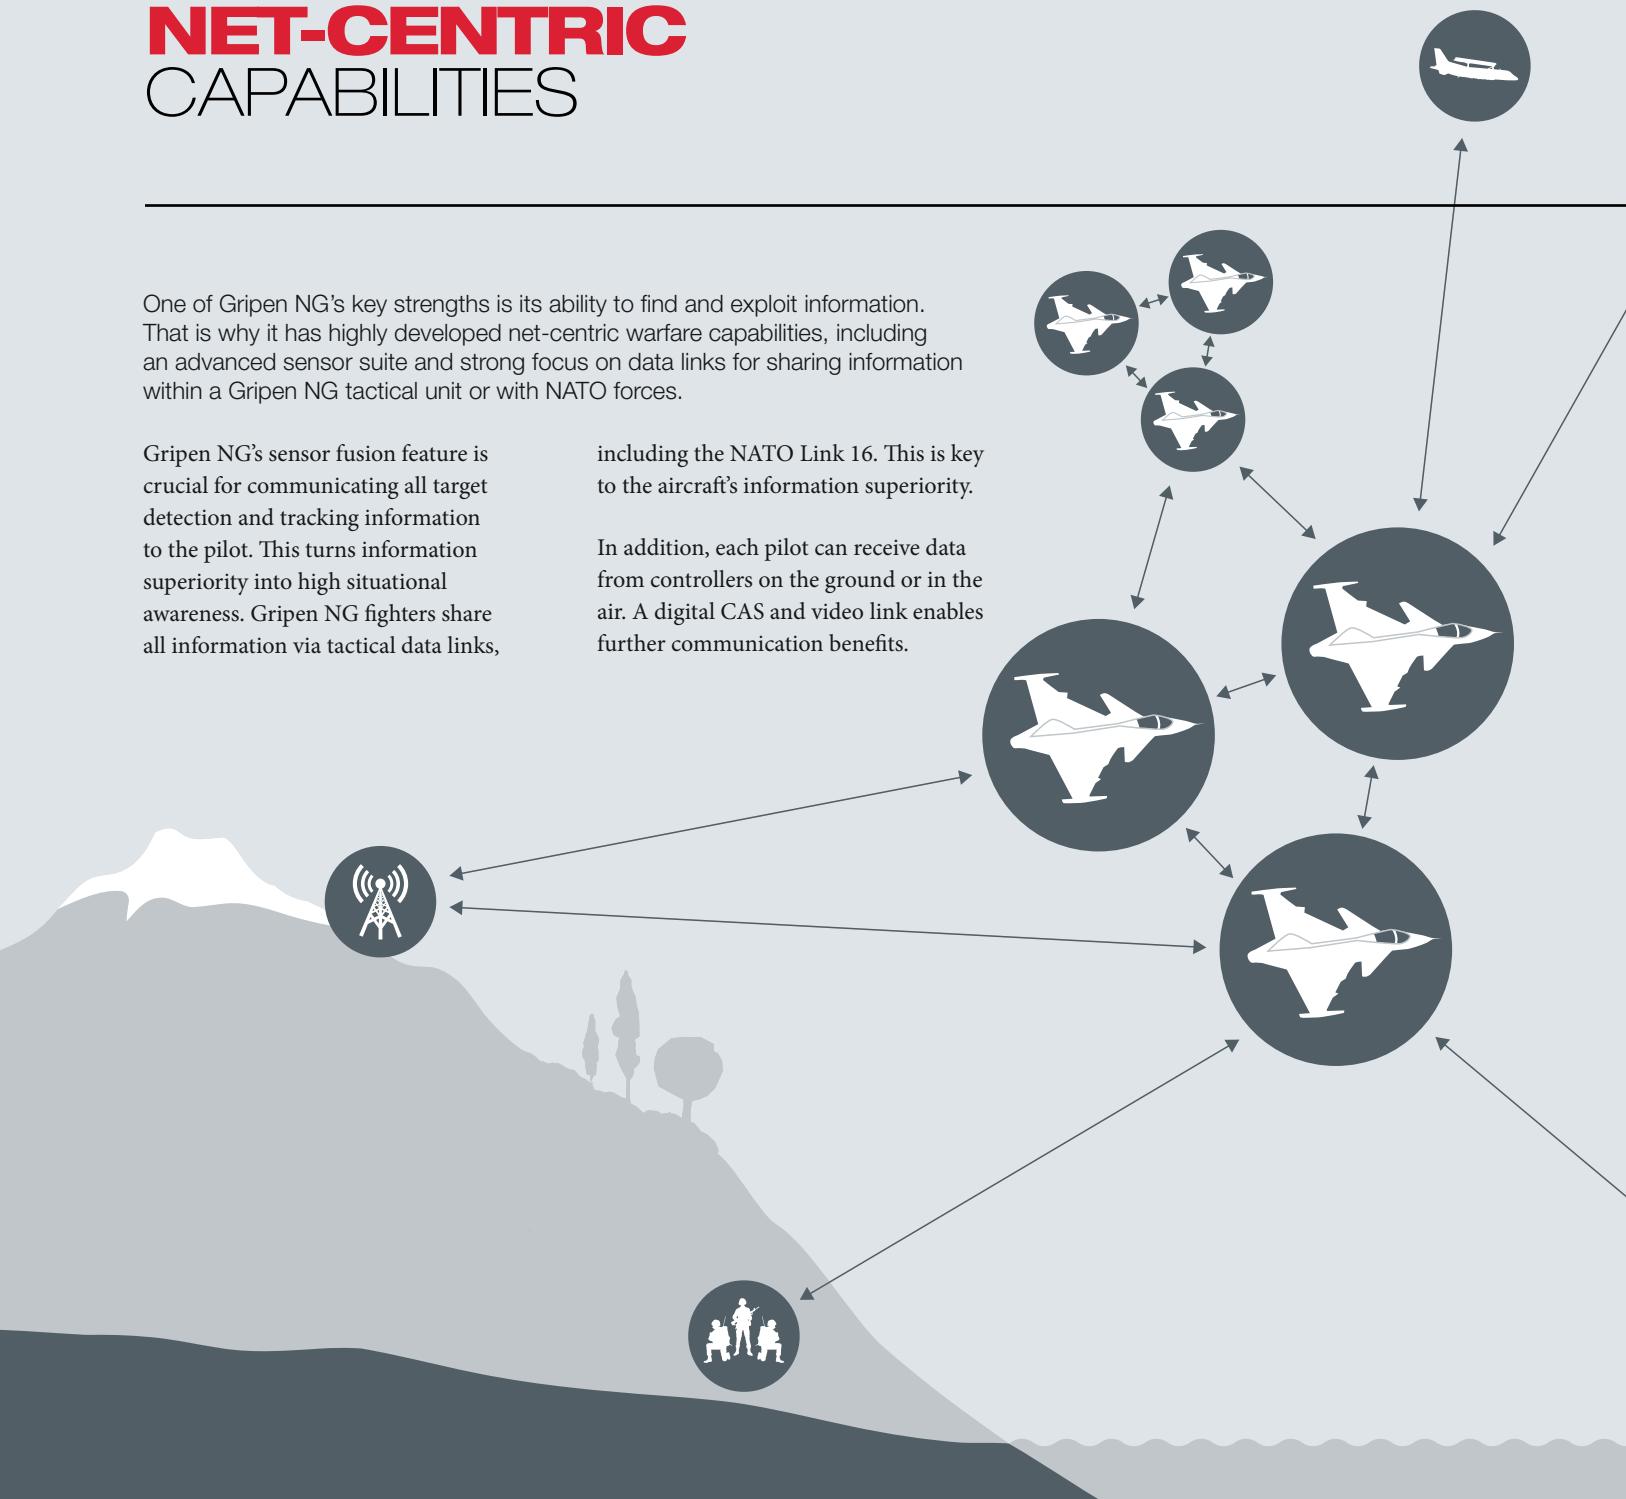 NET-CENTRIC
CAPABILITIES
One of Gripen NG’s key strengths is its ability to find and exploit information.
That is why it has highly developed net-centric warfare capabilities, including
an advanced sensor suite and strong focus on data links for sharing information
within a Gripen NG tactical unit or with NATO forces.
Gripen NG’s sensor fusion feature is
crucial for communicating all target
detection and tracking information
to the pilot. This turns information
superiority into high situational
awareness. Gripen NG fighters share
all information via tactical data links,
including the NATO Link 16. This is key
to the aircraft’s information superiority.
In addition, each pilot can receive data
from controllers on the ground or in the
air. A digital CAS and video link enables
further communication benefits.